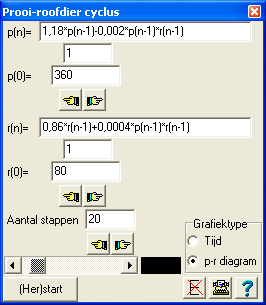 Prooi-roofdier cyclus
p(n)= 1,18*p(n-1)-0,002*p(n-1)*r(n-1)
1
p(0)= 360
r(n)= 0,86*r(n-1)+0,0004*p(n-1)*r(n-1)
1
r(0)= 80
Aantal stappen 20
Grafiektype
Tijd
p-r diagram
(Her)start
?